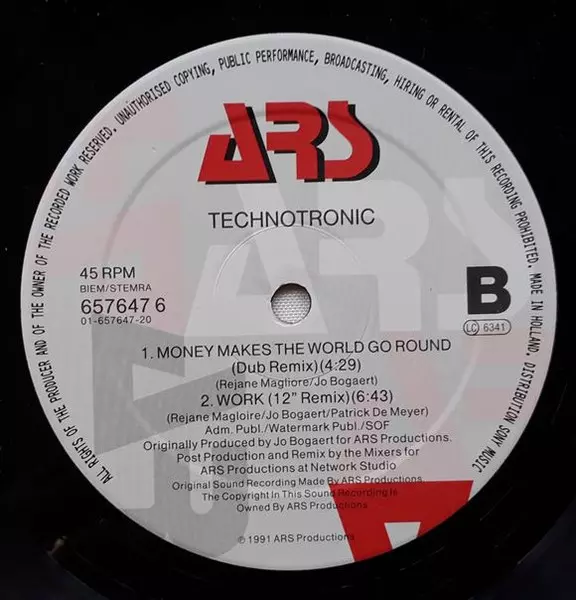 ALL RIGHTS OF THE PRODUCER AND OF THE OWNER OF THE RECORDED WORK RESERVED. UNAUTHORISED COPYING, PUBLIC PERFORMANCE, BROADCASTING, HIRING OR RENTAL OF THIS RECORDING PROHIBITED. MADE IN HOLLAND. DISTRIBUTION SONY MUSIC
ARS
TECHNOTRONIC
45 RPM
BIEM/STEMRA
657647 6
01-657647-20
B
LC 6341
1. MONEY MAKES THE WORLD GO ROUND
(Dub Remix)(4:29)
(Rejane Magliore/Jo Bogaert)
2. WORK (12" Remix)(6:43)
(Rejane Magloire/Jo Bogaert/Patrick De Meyer)
Adm. Publ./Watermark Publ./SOF
Originally Produced by Jo Bogaert for ARS Productions.
Post Production and Remix by the Mixers for
ARS Productions at Network Studio
Original Sound Recording Made By ARS Productions.
The Copyright In This Sound Recording Is
Owned By ARS Productions
℗ 1991 ARS Productions